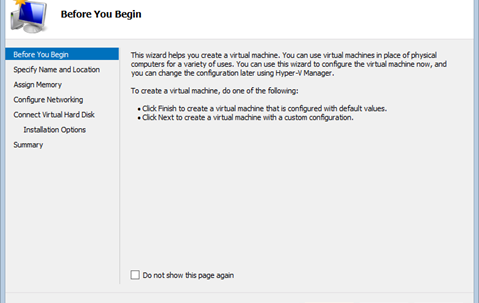 Before You Begin
Before You Begin
Specify Name and Location
Assign Memory
Configure Networking
Connect Virtual Hard Disk
Installation Options
Summary
This wizard helps you create a virtual machine. You can use virtual machines in place of physical
computers for a variety of uses. You can use this wizard to configure the virtual machine now, and
you can change the configuration later using Hyper-V Manager.
To create a virtual machine, do one of the following:
• Click Finish to create a virtual machine that is configured with default values.
• Click Next to create a virtual machine with a custom configuration.
Do not show this page again